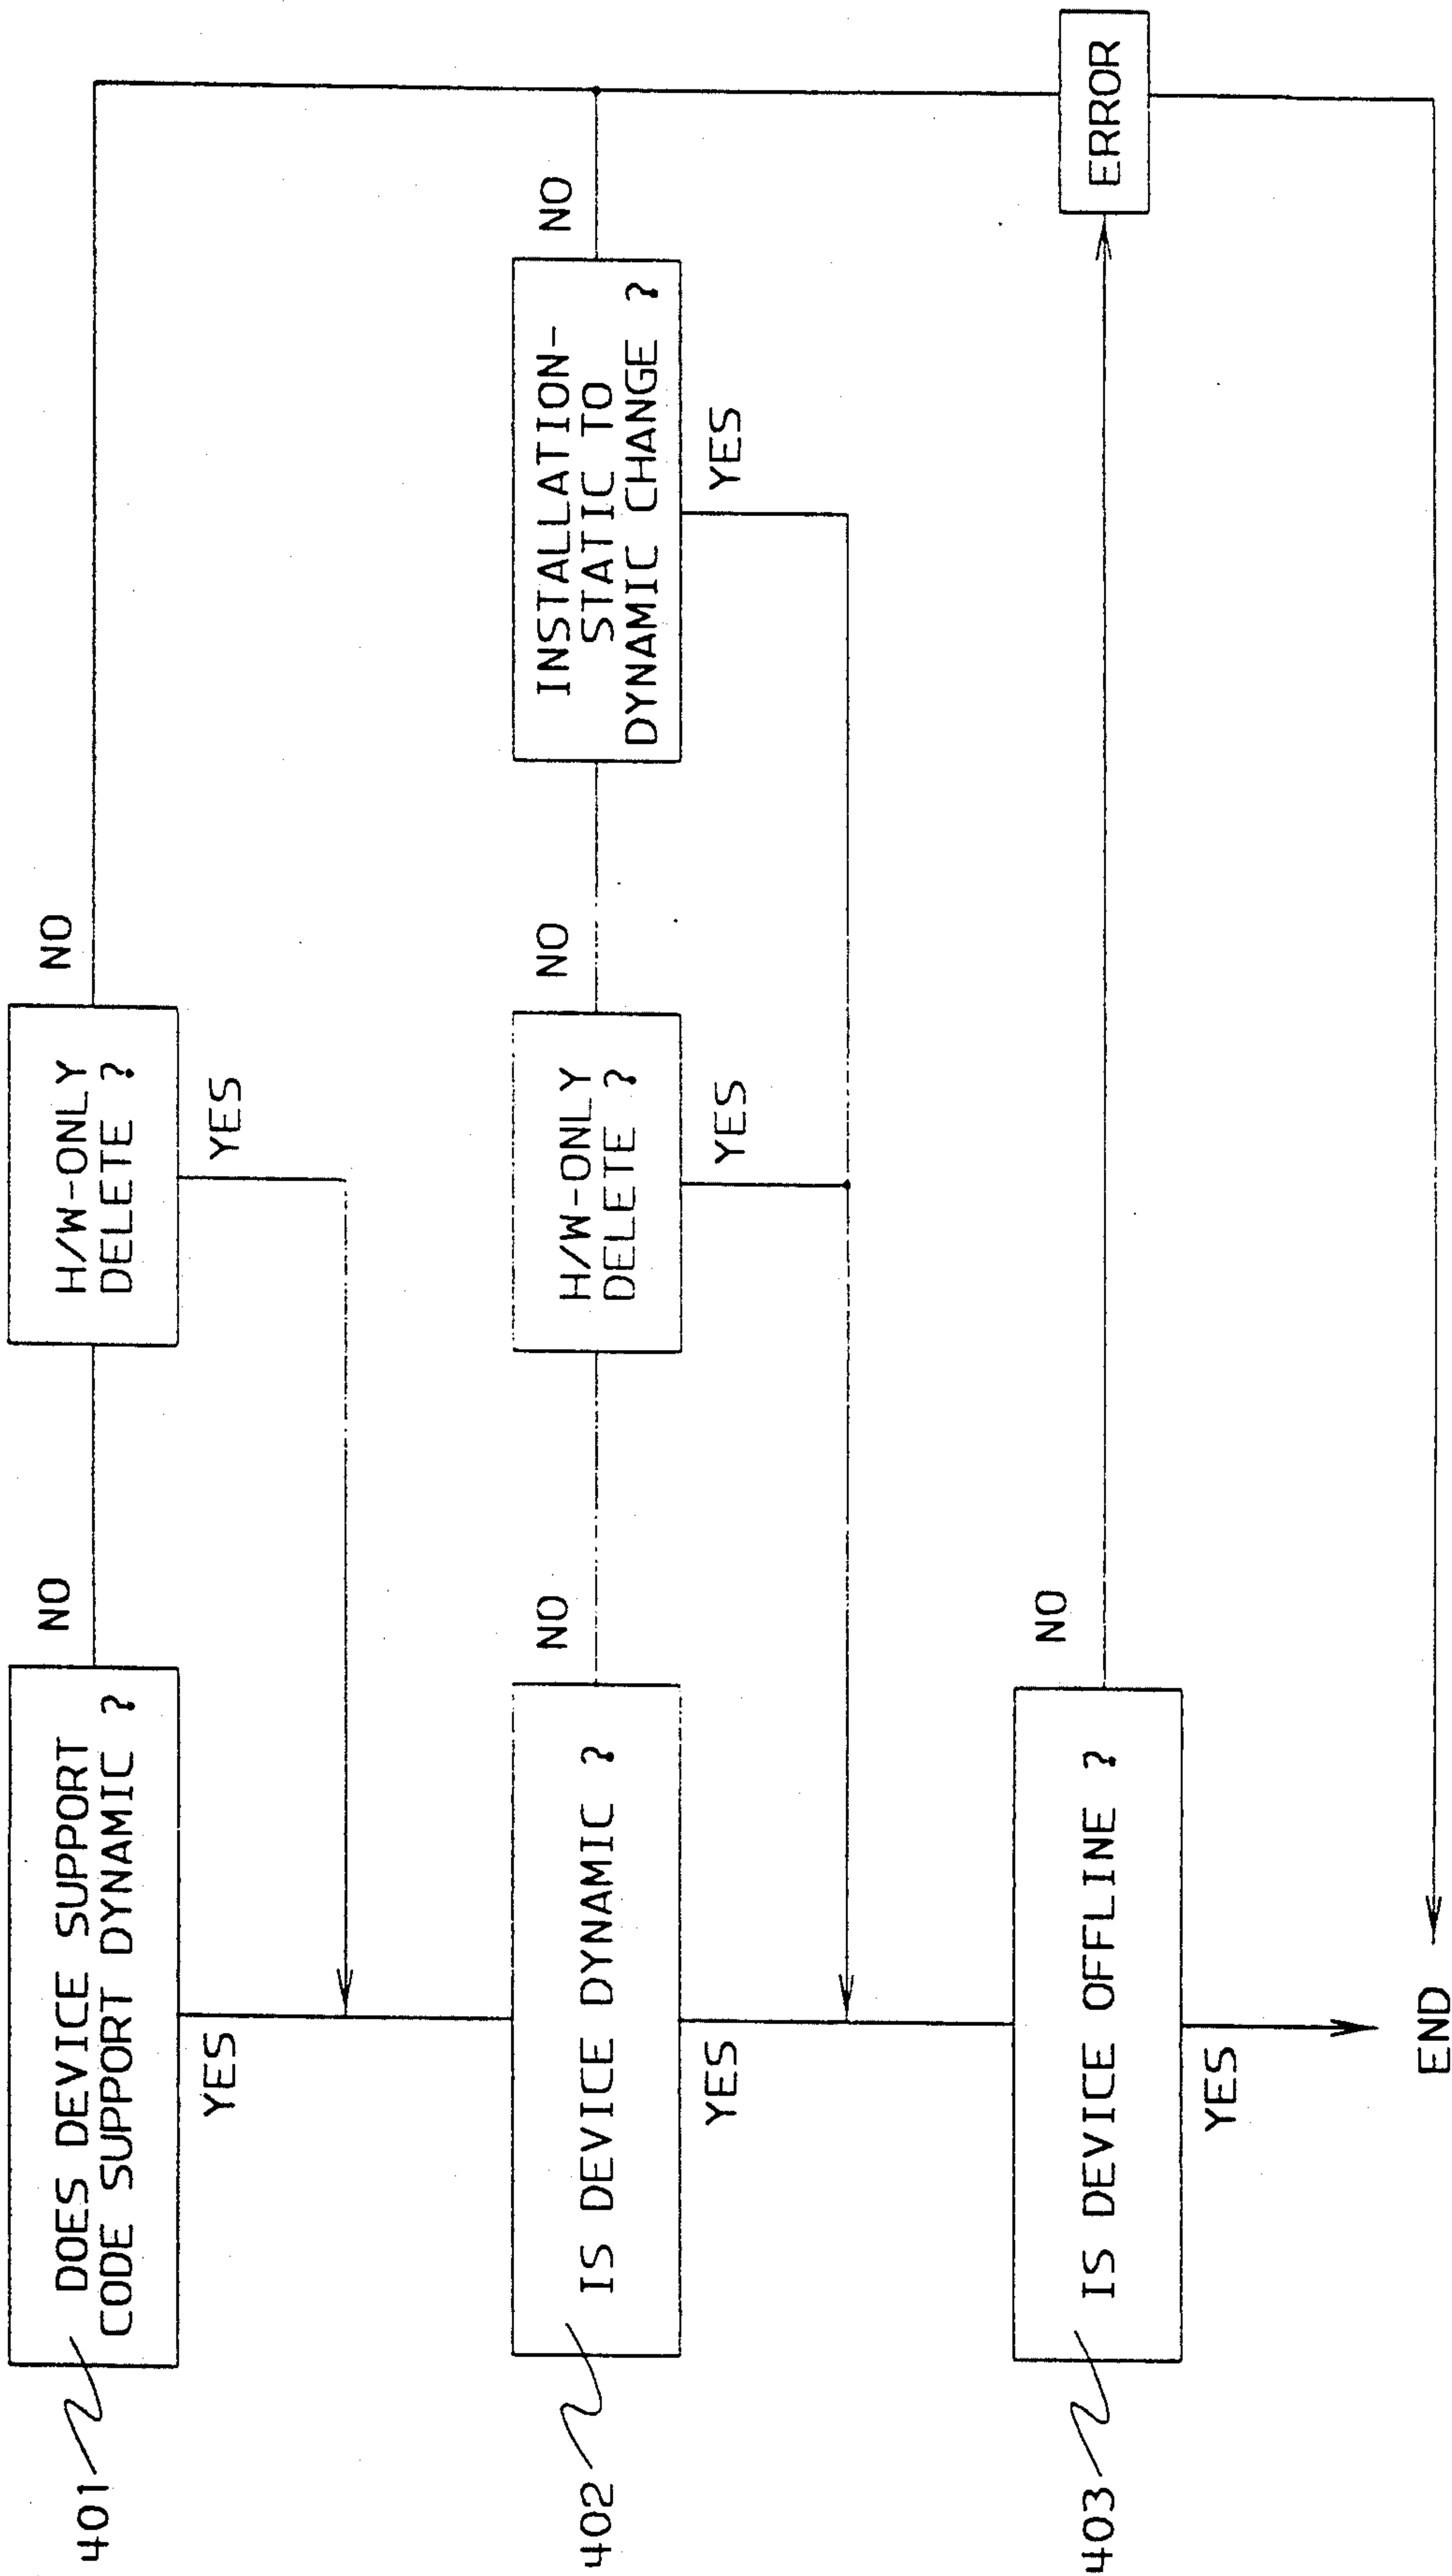 401
DOES DEVICE SUPPORT
CODE SUPPORT DYNAMIC ?
NO
H/W-ONLY
DELETE ?
NO
YES
YES
402
IS DEVICE DYNAMIC ?
NO
H/W-ONLY
DELETE ?
NO
INSTALLATION-
STATIC TO
DYNAMIC CHANGE ?
NO
YES
YES
YES
403
IS DEVICE OFFLINE ?
NO
ERROR
YES
END